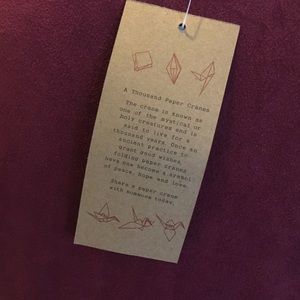 A Thousand Paper Cranes
The crane is known as
one of the mystical or
holy creatures and is
said to live for a
thousand years. Once an
ancient practice to
grant good wishes,
folding paper cranes
have now become a symbol
of peace, hope and love.
Share a paper crane
with someone today.